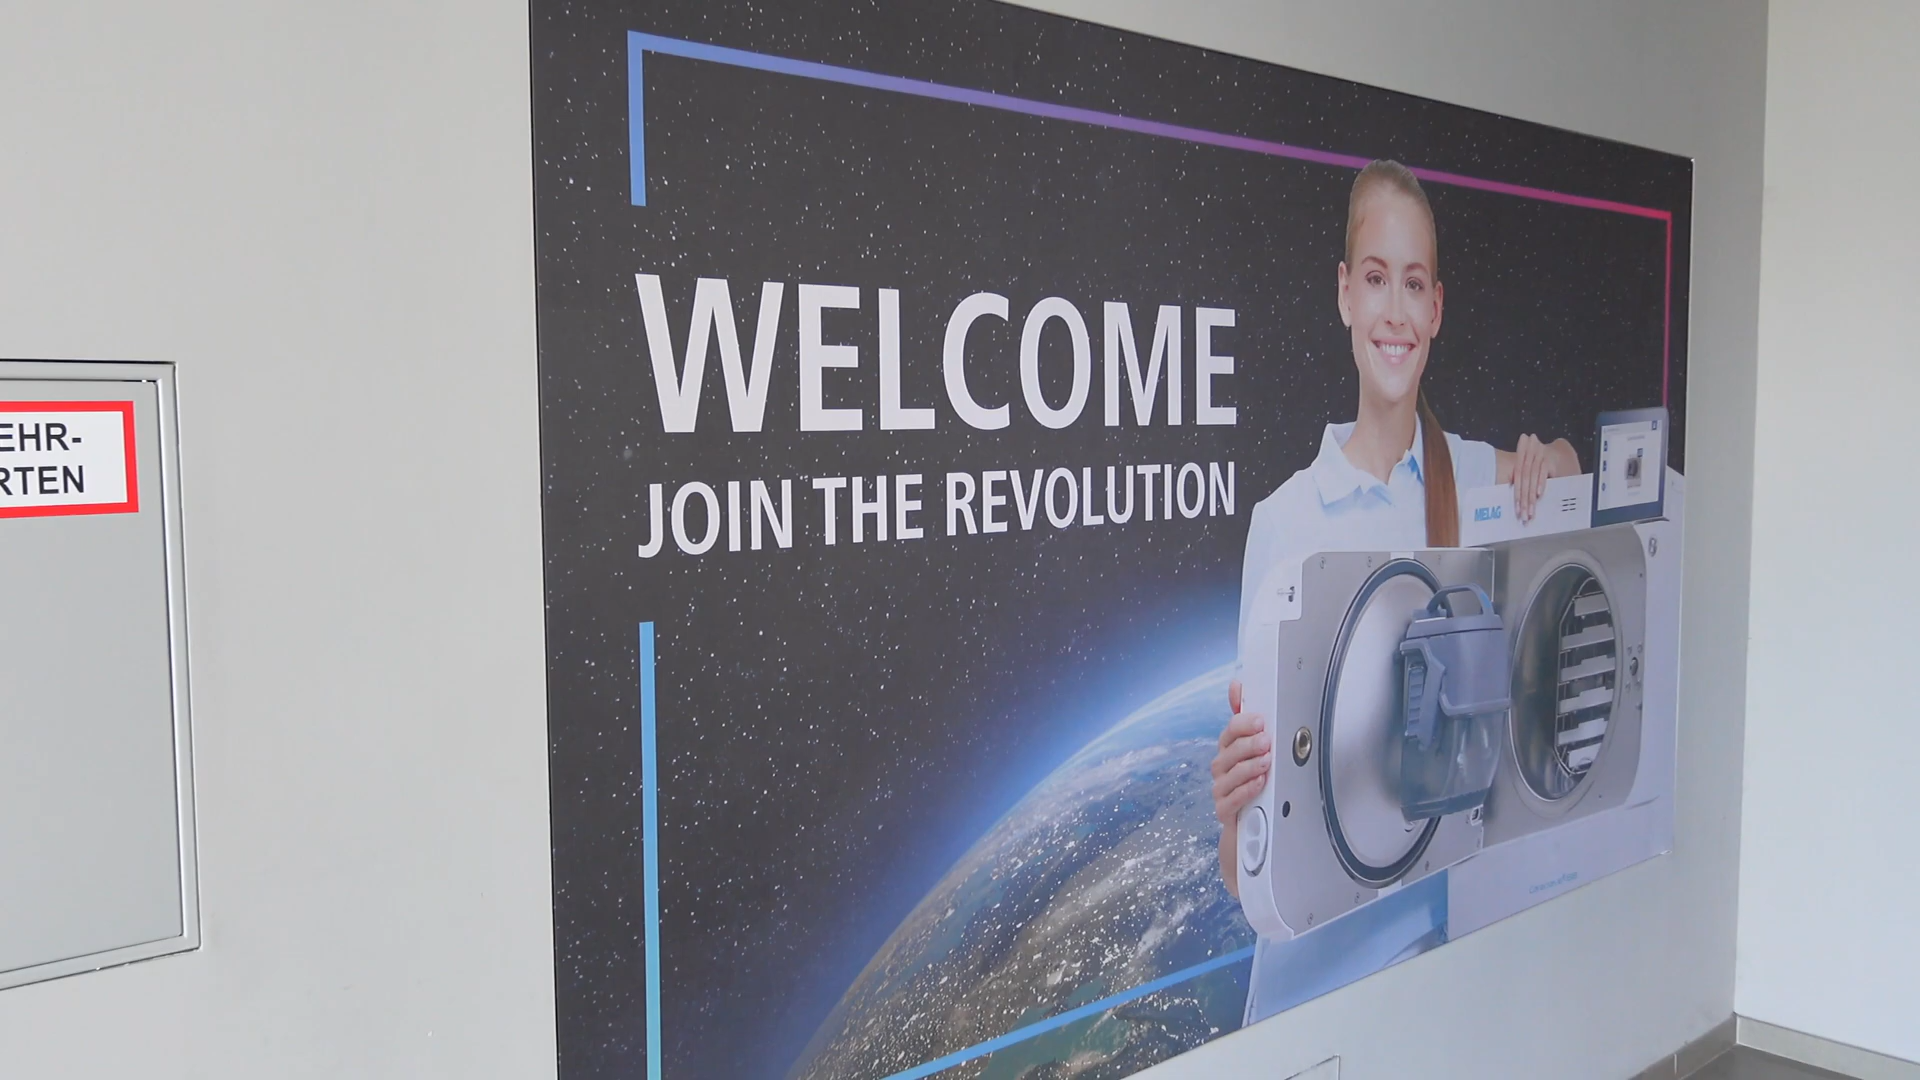 EHR-
RTEN
WELCOME
JOIN THE REVOLUTION
MELAG